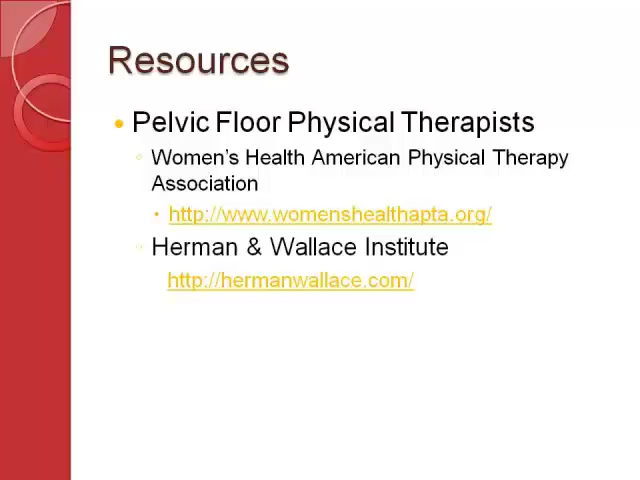 Resources
Pelvic Floor Physical Therapists
Women's Health American Physical Therapy
Association
http://www.womenshealthapta.org/
Herman & Wallace Institute
http://hermanwallace.com/